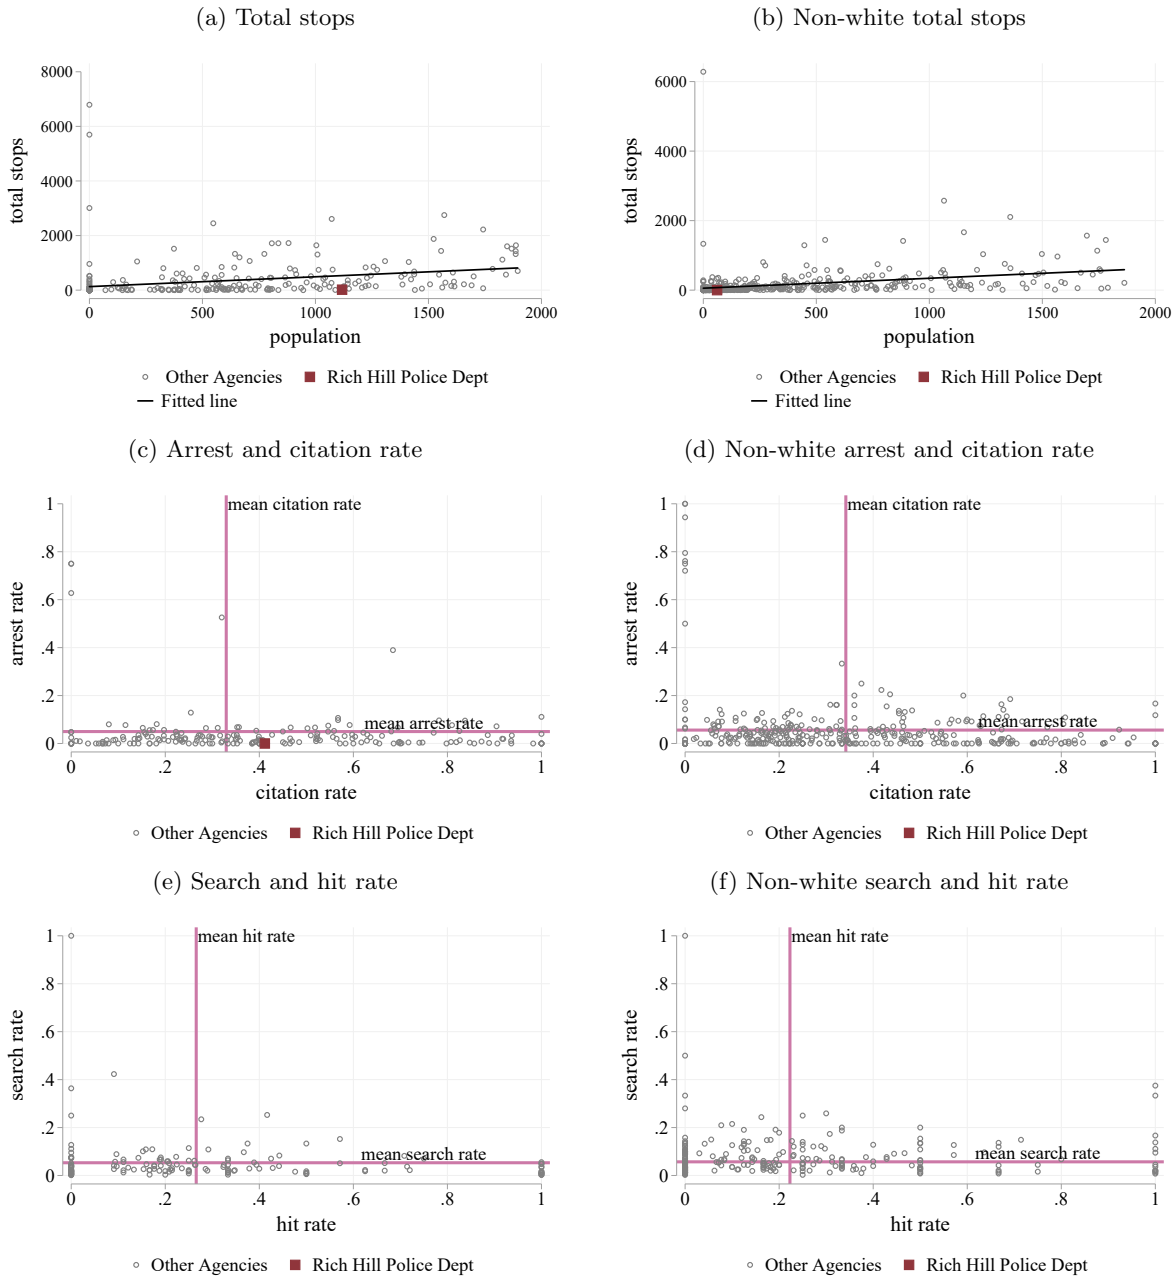 (a) Total stops
(b) Non-white total stops
8000
6000
4000
2000
0
total stops
0
500
1000
1500
2000
population
Other Agencies
Rich Hill Police Dept
Fitted line
6000
4000
2000
0
total stops
0
500
1000
1500
2000
population
Other Agencies
Rich Hill Police Dept
Fitted line
(c) Arrest and citation rate
(d) Non-white arrest and citation rate
1
.8
.6
.4
.2
0
arrest rate
mean citation rate
mean arrest rate
0
.2
.4
.6
.8
1
citation rate
Other Agencies
Rich Hill Police Dept
1
.8
.6
.4
.2
0
arrest rate
mean citation rate
mean arrest rate
0
.2
.4
.6
.8
1
citation rate
Other Agencies
Rich Hill Police Dept
(e) Search and hit rate
(f) Non-white search and hit rate
1
.8
.6
.4
.2
0
search rate
mean hit rate
mean search rate
0
.2
.4
.6
.8
1
hit rate
Other Agencies
Rich Hill Police Dept
1
.8
.6
.4
.2
0
search rate
mean hit rate
mean search rate
0
.2
.4
.6
.8
1
hit rate
Other Agencies
Rich Hill Police Dept